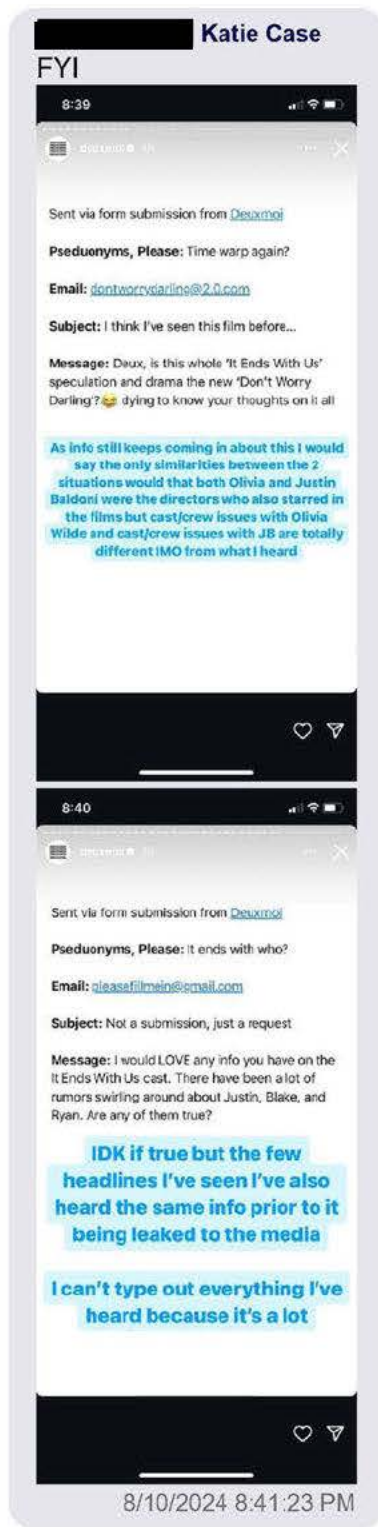 Katie Case
FYI
8:39
Sent via form submission from Deuxmoi
Pseduonyms, Please: Time warp again?
Email: dontworrydarling@2.0.com
Subject: I think I've seen this film before...
Message: Deux, is this whole 'It Ends With Us'
speculation and drama the new 'Don't Worry
Darling'?😂 dying to know your thoughts on it all
As info still keeps coming in about this I would
say the only similarities between the 2
situations would that both Olivia and Justin
Baldoni were the directors who also starred in
the films but cast/crew issues with Olivia
Wilde and cast/crew issues with JB are totally
different IMO from what I heard
8:40
Sent via form submission from Deuxmoi
Pseduonyms, Please: It ends with who?
Email: pleasefillmein@gmail.com
Subject: Not a submission, just a request
Message: I would LOVE any info you have on the
It Ends With Us cast. There have been a lot of
rumors swirling around about Justin, Blake, and
Ryan. Are any of them true?
IDK if true but the few
headlines I've seen I've also
heard the same info prior to it
being leaked to the media
I can't type out everything I've
heard because it's a lot
8/10/2024 8:41:23 PM